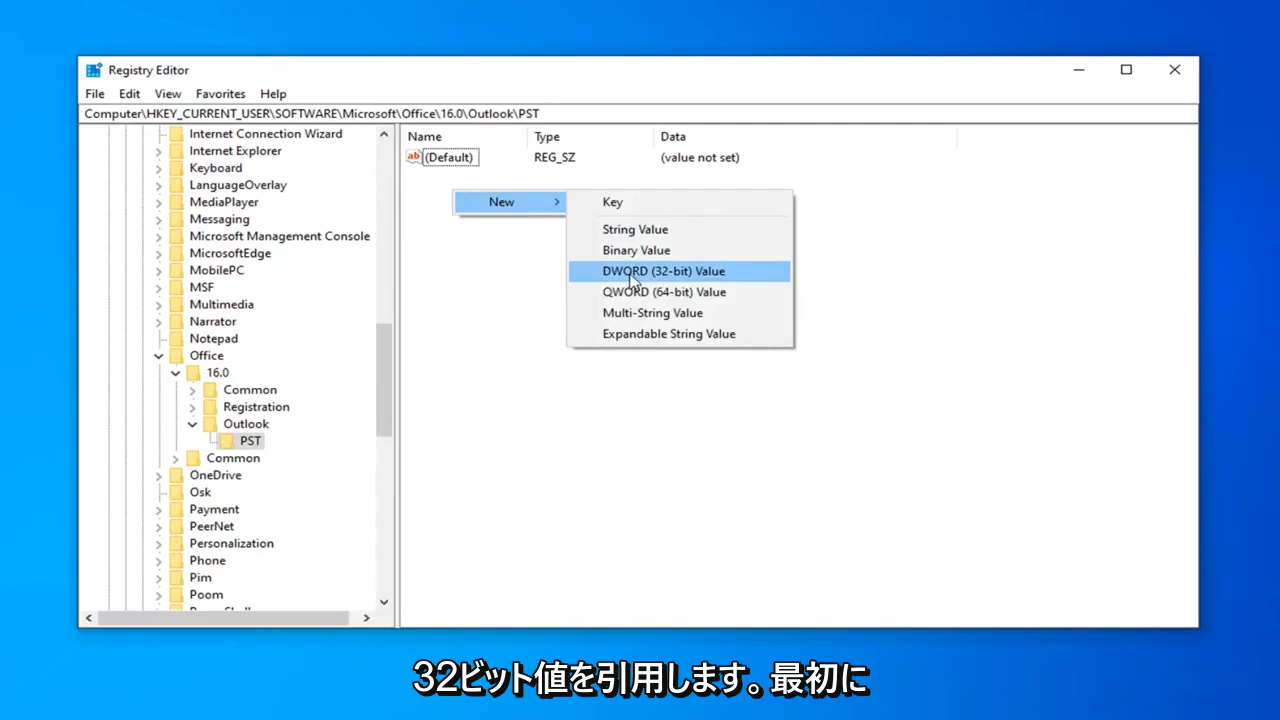 Registry Editor
File Edit View Favorites Help
Computer\HKEY_CURRENT_USER\SOFTWARE\Microsoft\Office\16.0\Outlook\PST
Internet Connection Wizard
Internet Explorer
Keyboard
LanguageOverlay
MediaPlayer
Messaging
Microsoft Management Console
MicrosoftEdge
MobilePC
MSF
Multimedia
Narrator
Notepad
Office
16.0
Common
Registration
Outlook
PST
Common
OneDrive
Osk
Payment
PeerNet
Personalization
Phone
Pim
Poom
Name Type Data
ab (Default) REG_SZ (value not set)
New
Key
String Value
Binary Value
DWORD (32-bit) Value
QWORD (64-bit) Value
Multi-String Value
Expandable String Value
32ビット値を引用します。最初に